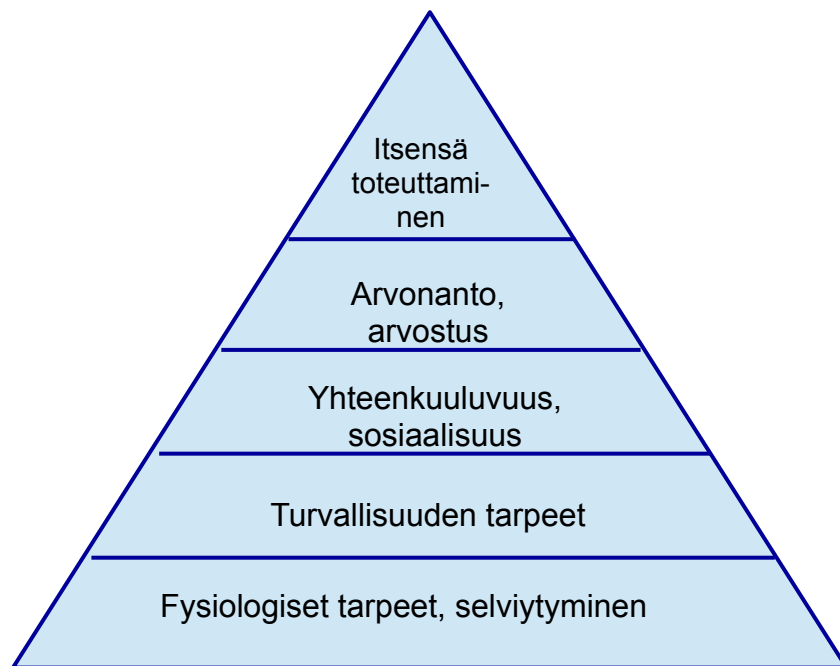 Itsensä
toteuttami-
nen
Arvonanto,
arvostus
Yhteenkuuluvuus,
sosiaalisuus
Turvallisuuden tarpeet
Fysiologiset tarpeet, selviytyminen